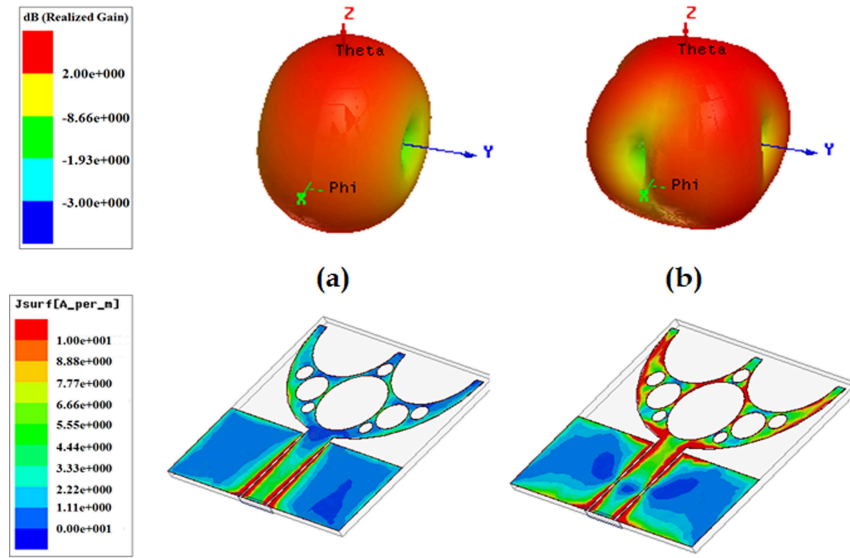 dB (Realized Gain)
2.00e+000
-8.66e+000
-1.93e+000
-3.00e+000
Z
Theta
Y
Phi
X
Z
Theta
Y
Phi
X
(a)
(b)
Jsurf[A_per_m]
1.00e+001
8.88e+000
7.77e+000
6.66e+000
5.55e+000
4.44e+000
3.33e+000
2.22e+000
1.11e+000
0.00e+001